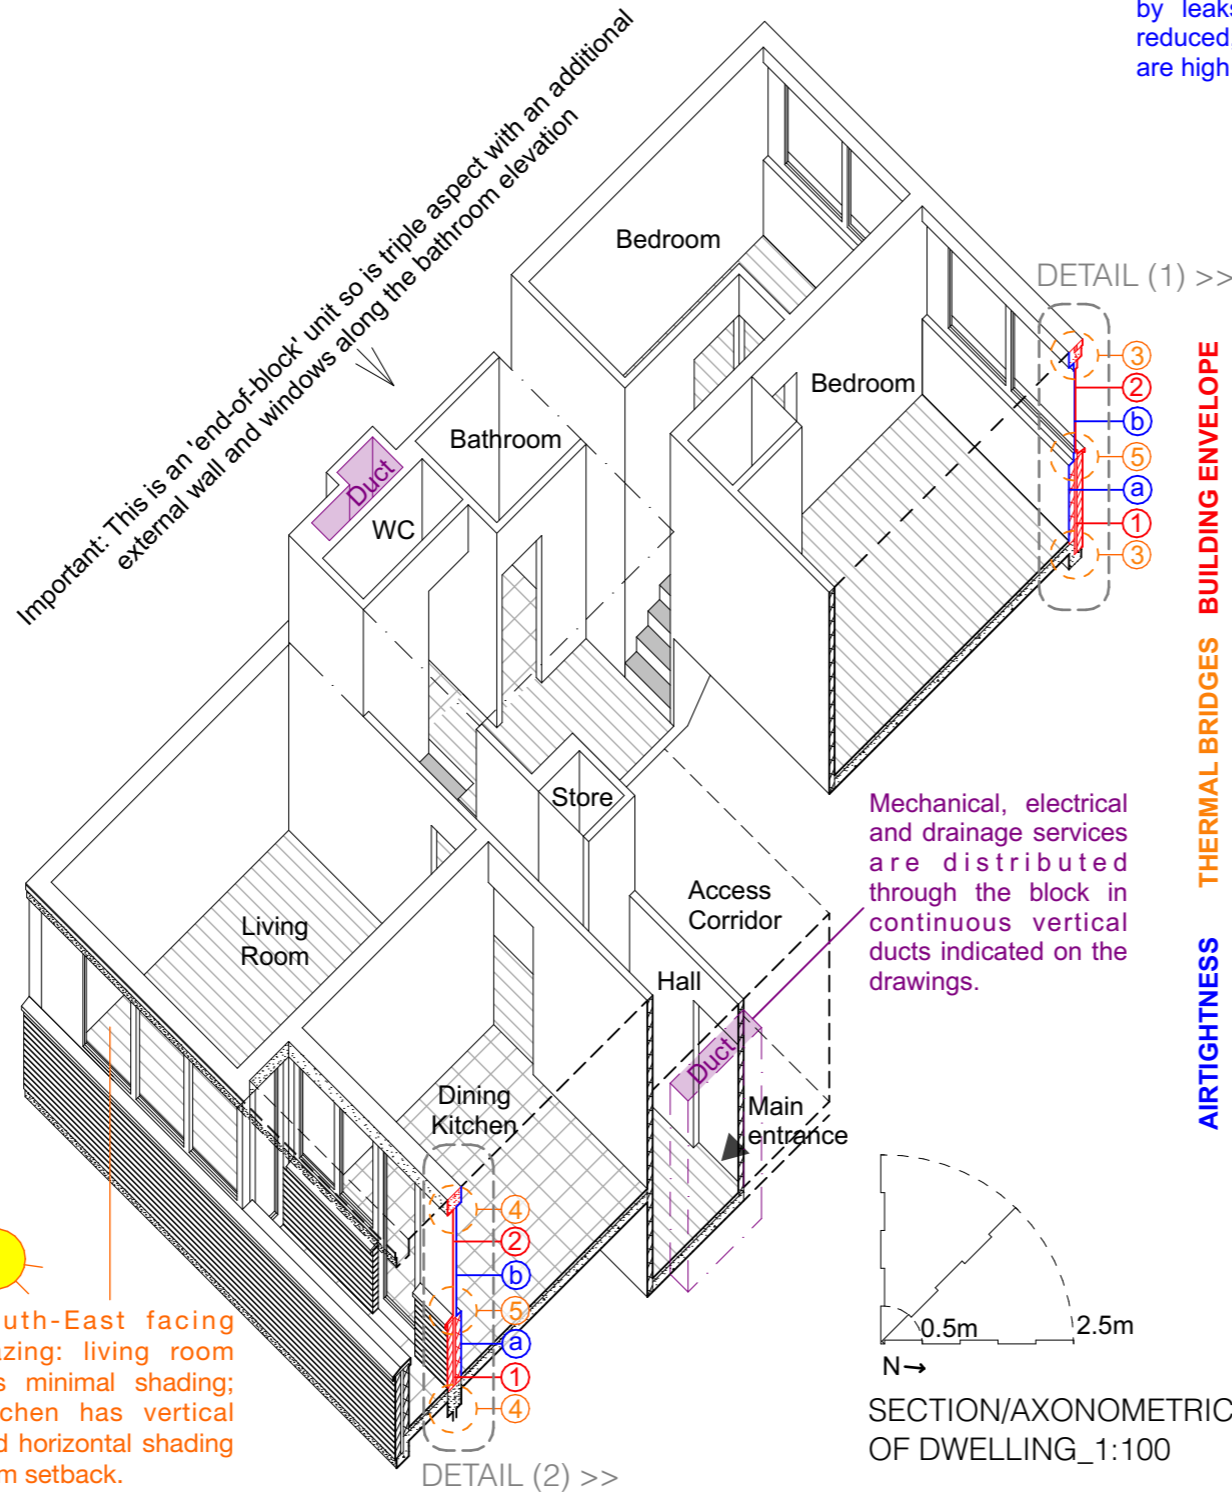 by leaks
reduced.
are high
Important: This is an 'end-of-block' unit so is triple aspect with an additional
external wall and windows along the bathroom elevation
Bedroom
DETAIL (1) >>
Bedroom
3
2
b
5
a
1
3
BUILDING ENVELOPE
THERMAL BRIDGES
AIRTIGHTNESS
Bathroom
Duct
WC
Store
Mechanical, electrical
and drainage services
are distributed
through the block in
continuous vertical
ducts indicated on the
drawings.
Access
Corridor
Living
Room
Hall
Duct
Dining
Kitchen
Main
entrance
4
2
b
5
a
1
4
uth-East facing
azing: living room
s minimal shading;
tchen has vertical
d horizontal shading
m setback.
DETAIL (2) >>
0.5m
2.5m
N→
SECTION/AXONOMETRIC
OF DWELLING_1:100